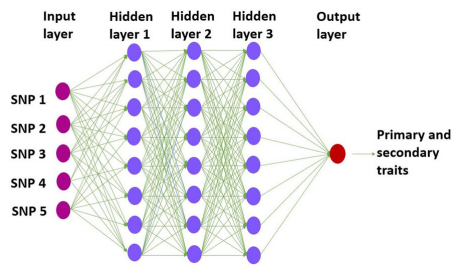 Input
layer
Hidden
layer 1
Hidden
layer 2
Hidden
layer 3
Output
layer
SNP 1
SNP 2
SNP 3
SNP 4
SNP 5
Primary and
secondary
traits